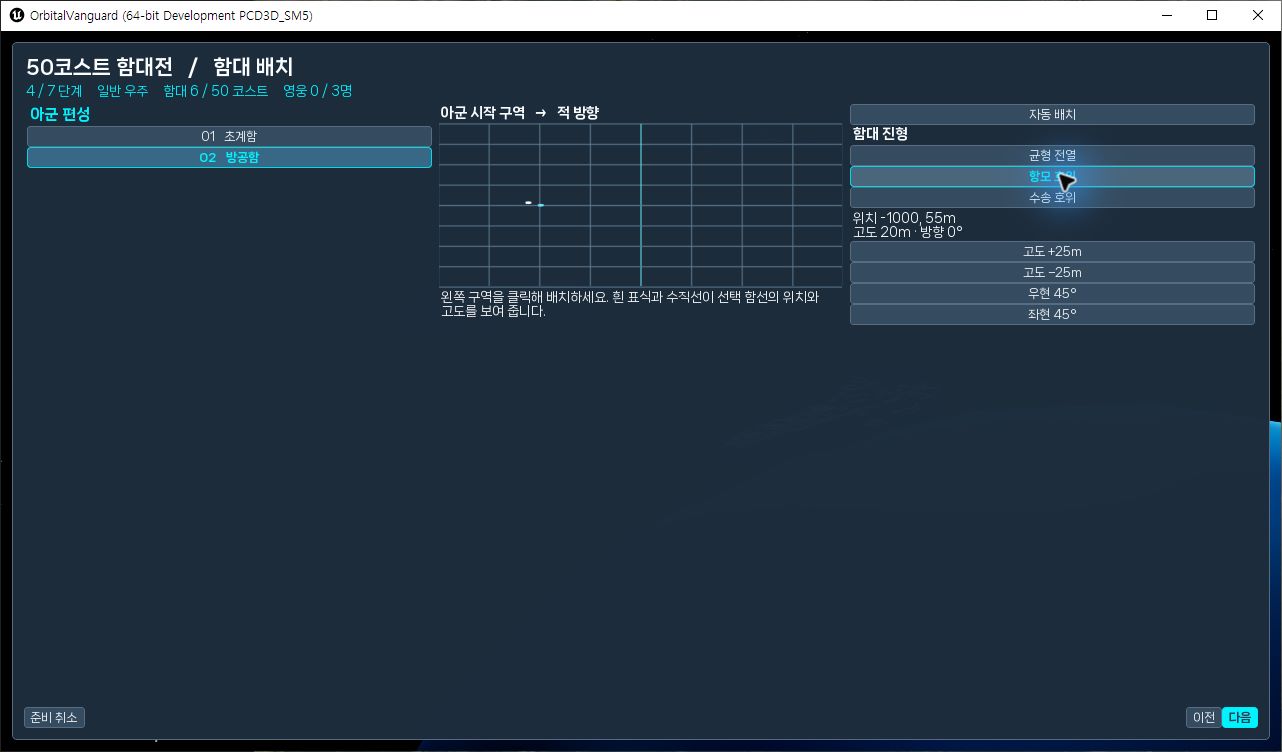 OrbitalVanguard (64-bit Development PCD3D_SM5)
50코스트 함대전 / 함대 배치
4 / 7 단계 일반 우주 함대 6 / 50 코스트 영웅 0 / 3명
아군 편성
01 초계함
02 방공함
아군 시작 구역 → 적 방향
왼쪽 구역을 클릭해 배치하세요. 흰 표식과 수직선이 선택 함선의 위치와
고도를 보여 줍니다.
자동 배치
함대 진형
균형 전열
항모 호위
수송 호위
위치 -1000, 55m
고도 20m · 방향 0°
고도 +25m
고도 -25m
우현 45°
좌현 45°
준비 취소
이전 다음